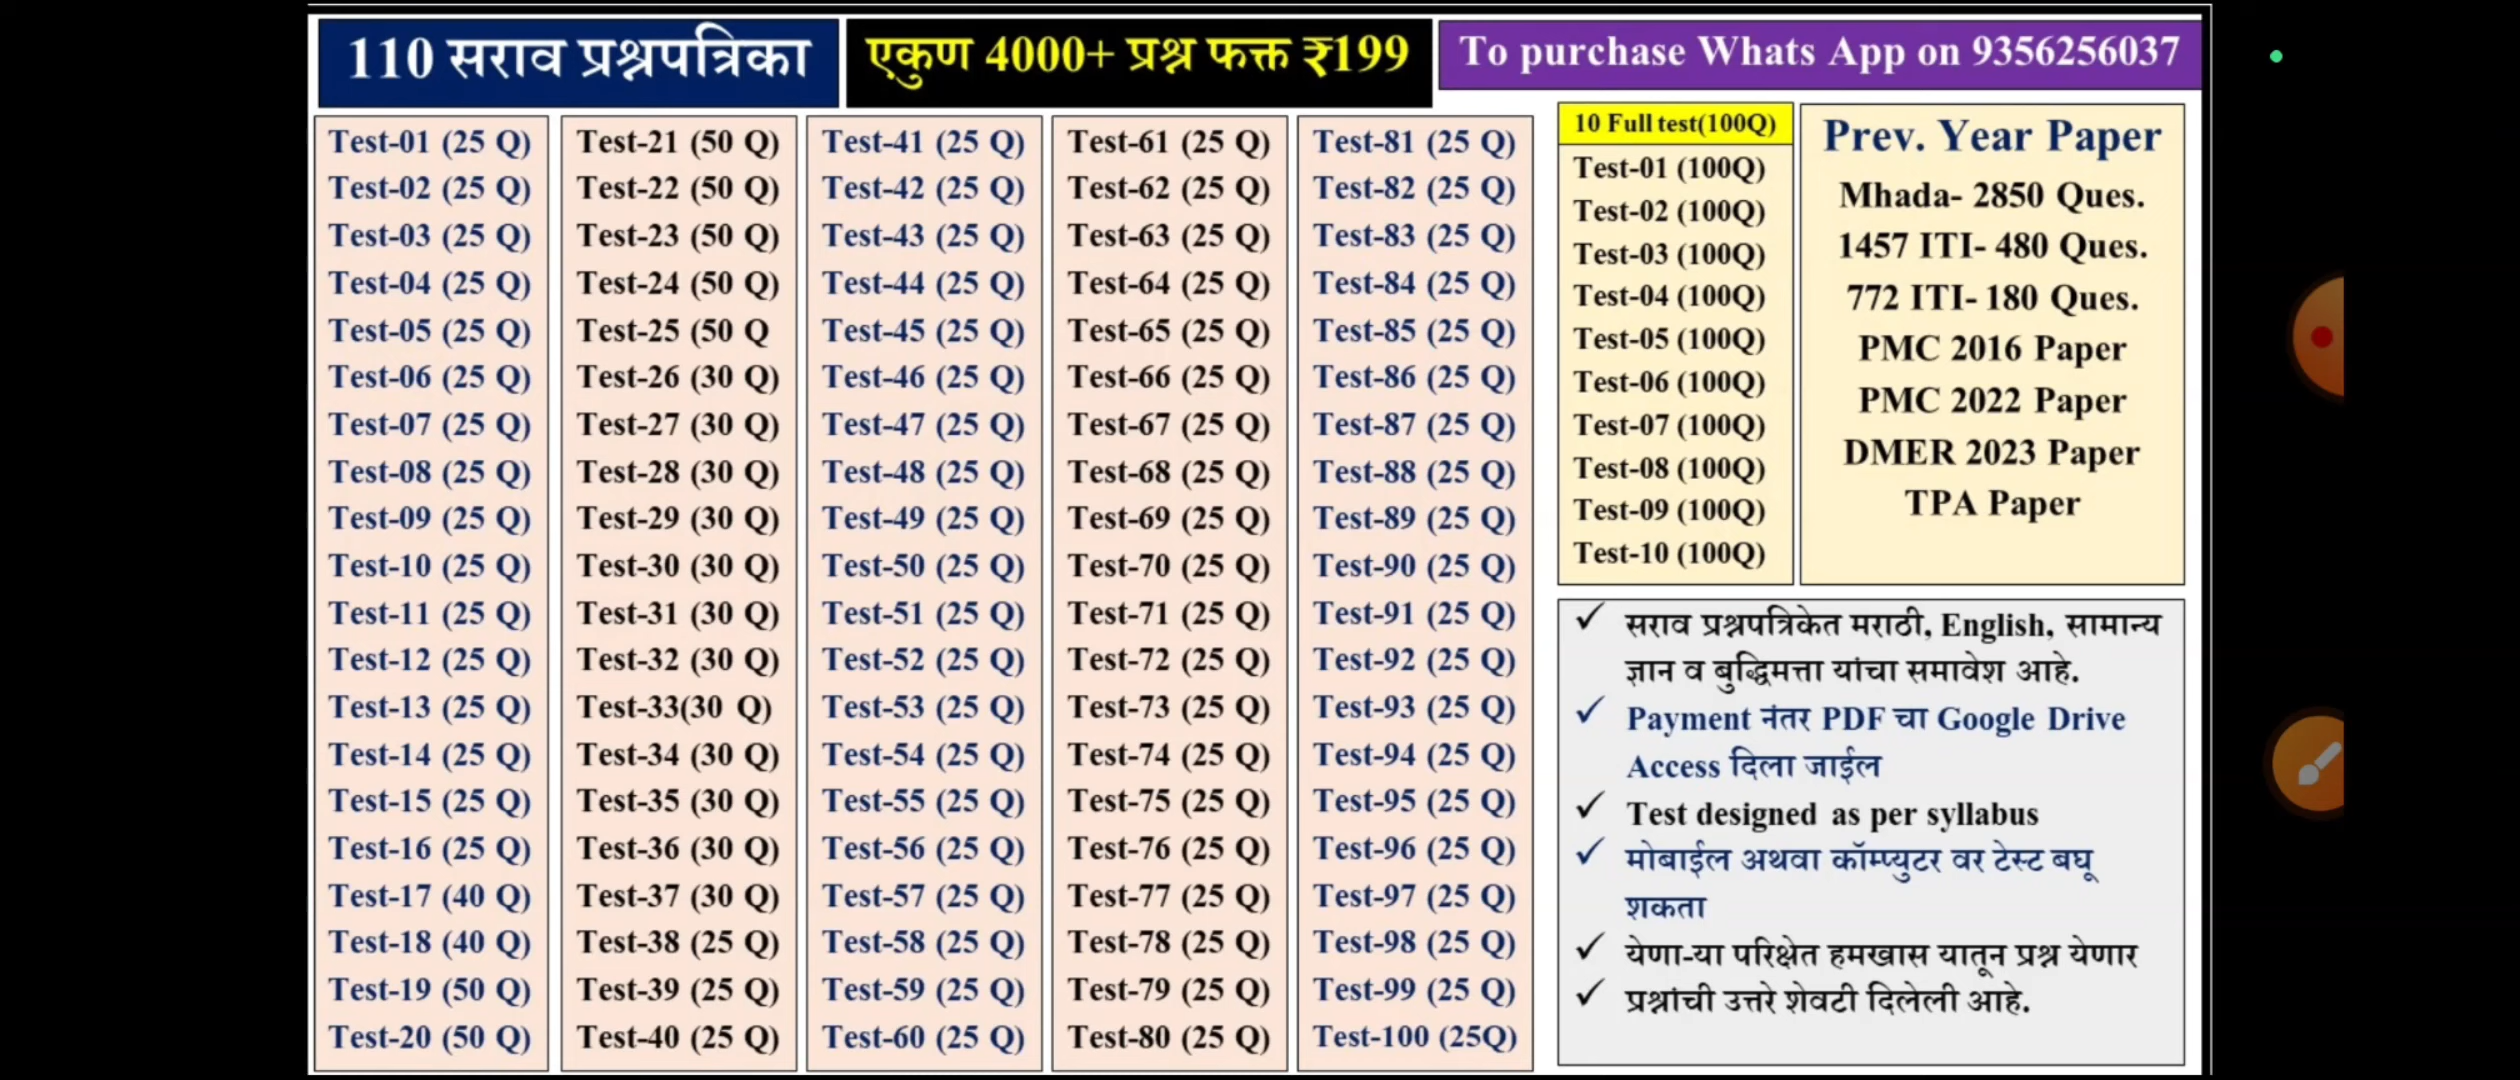 110 सराव प्रश्नपत्रिका
एकुण 4000+ प्रश्न फक्त ₹199
To purchase Whats App on 9356256037
Test-01 (25 Q)
Test-02 (25 Q)
Test-03 (25 Q)
Test-04 (25 Q)
Test-05 (25 Q)
Test-06 (25 Q)
Test-07 (25 Q)
Test-08 (25 Q)
Test-09 (25 Q)
Test-10 (25 Q)
Test-11 (25 Q)
Test-12 (25 Q)
Test-13 (25 Q)
Test-14 (25 Q)
Test-15 (25 Q)
Test-16 (25 Q)
Test-17 (40 Q)
Test-18 (40 Q)
Test-19 (50 Q)
Test-20 (50 Q)
Test-21 (50 Q)
Test-22 (50 Q)
Test-23 (50 Q)
Test-24 (50 Q)
Test-25 (50 Q
Test-26 (30 Q)
Test-27 (30 Q)
Test-28 (30 Q)
Test-29 (30 Q)
Test-30 (30 Q)
Test-31 (30 Q)
Test-32 (30 Q)
Test-33(30 Q)
Test-34 (30 Q)
Test-35 (30 Q)
Test-36 (30 Q)
Test-37 (30 Q)
Test-38 (25 Q)
Test-39 (25 Q)
Test-40 (25 Q)
Test-41 (25 Q)
Test-42 (25 Q)
Test-43 (25 Q)
Test-44 (25 Q)
Test-45 (25 Q)
Test-46 (25 Q)
Test-47 (25 Q)
Test-48 (25 Q)
Test-49 (25 Q)
Test-50 (25 Q)
Test-51 (25 Q)
Test-52 (25 Q)
Test-53 (25 Q)
Test-54 (25 Q)
Test-55 (25 Q)
Test-56 (25 Q)
Test-57 (25 Q)
Test-58 (25 Q)
Test-59 (25 Q)
Test-60 (25 Q)
Test-61 (25 Q)
Test-62 (25 Q)
Test-63 (25 Q)
Test-64 (25 Q)
Test-65 (25 Q)
Test-66 (25 Q)
Test-67 (25 Q)
Test-68 (25 Q)
Test-69 (25 Q)
Test-70 (25 Q)
Test-71 (25 Q)
Test-72 (25 Q)
Test-73 (25 Q)
Test-74 (25 Q)
Test-75 (25 Q)
Test-76 (25 Q)
Test-77 (25 Q)
Test-78 (25 Q)
Test-79 (25 Q)
Test-80 (25 Q)
Test-81 (25 Q)
Test-82 (25 Q)
Test-83 (25 Q)
Test-84 (25 Q)
Test-85 (25 Q)
Test-86 (25 Q)
Test-87 (25 Q)
Test-88 (25 Q)
Test-89 (25 Q)
Test-90 (25 Q)
Test-91 (25 Q)
Test-92 (25 Q)
Test-93 (25 Q)
Test-94 (25 Q)
Test-95 (25 Q)
Test-96 (25 Q)
Test-97 (25 Q)
Test-98 (25 Q)
Test-99 (25 Q)
Test-100 (25Q)
10 Full test(100Q)
Test-01 (100Q)
Test-02 (100Q)
Test-03 (100Q)
Test-04 (100Q)
Test-05 (100Q)
Test-06 (100Q)
Test-07 (100Q)
Test-08 (100Q)
Test-09 (100Q)
Test-10 (100Q)
Prev. Year Paper
Mhada- 2850 Ques.
1457 ITI- 480 Ques.
772 ITI- 180 Ques.
PMC 2016 Paper
PMC 2022 Paper
DMER 2023 Paper
TPA Paper
✓ सराव प्रश्नपत्रिकेत मराठी, English, सामान्य
ज्ञान व बुद्धिमत्ता यांचा समावेश आहे.
✓ Payment नंतर PDF चा Google Drive
Access दिला जाईल
✓ Test designed as per syllabus
✓ मोबाईल अथवा कॉम्प्युटर वर टेस्ट बघू
शकता
✓ येणा-या परिक्षेत हमखास यातून प्रश्न येणार
✓ प्रश्नांची उत्तरे शेवटी दिलेली आहे.